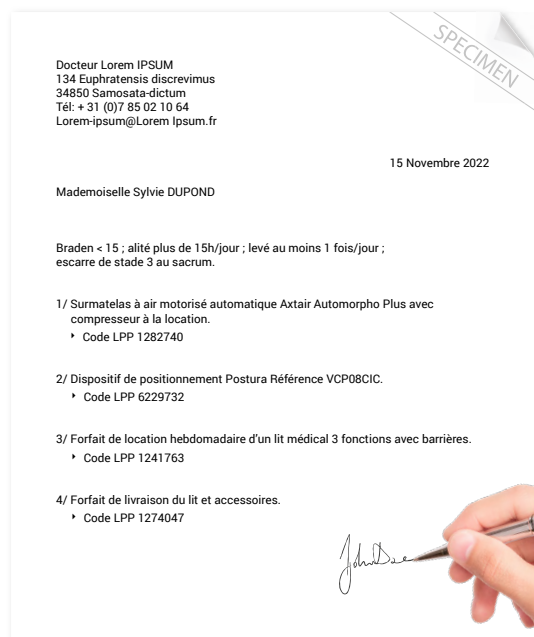 SPECIMEN
Docteur Lorem IPSUM
134 Euphratensis discrevimus
34850 Samosata-dictum
Tél: + 31 (0)7 85 02 10 64
Lorem-ipsum@Lorem Ipsum.fr
15 Novembre 2022
Mademoiselle Sylvie DUPOND
Braden < 15 ; alité plus de 15h/jour ; levé au moins 1 fois/jour ;
escarre de stade 3 au sacrum.
1/ Surmatelas à air motorisé automatique Axtair Automorpho Plus avec
compresseur à la location.
‣ Code LPP 1282740
2/ Dispositif de positionnement Postura Référence VCP08CIC.
‣ Code LPP 6229732
3/ Forfait de location hebdomadaire d'un lit médical 3 fonctions avec barrières.
‣ Code LPP 1241763
4/ Forfait de livraison du lit et accessoires.
‣ Code LPP 1274047
John Doe